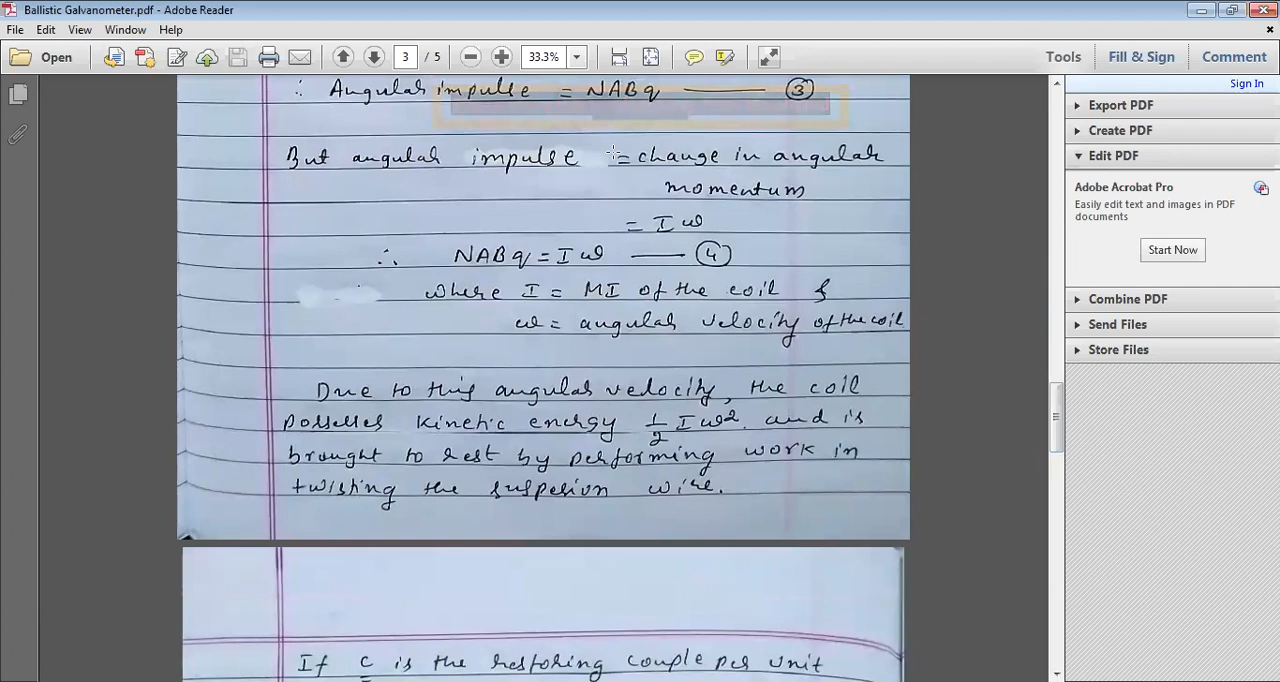 Ballistic Galvanometer.pdf - Adobe Reader
File Edit View Window Help
Open 3 / 5 33.3% Tools Fill & Sign Comment
Sign In
Export PDF
Create PDF
Edit PDF
Adobe Acrobat Pro
Easily edit text and images in PDF
documents
Start Now
Combine PDF
Send Files
Store Files
∴ Angular impulse = NABq —— ③
But angular impulse = change in angular
momentum
= I ω
∴ NABq = I ω —— ④
where I = MI of the coil &
ω = angular velocity of the coil
Due to this angular velocity, the coil
possesses kinetic energy 1/2 I ω². and is
brought to rest by performing work in
twisting the suspesion wire.
If c is the restoring couple per unit